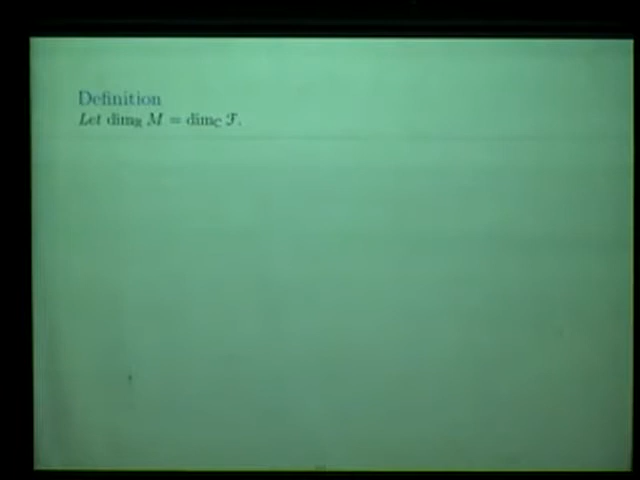 Definition
Let dim_ℝ M = dim_ℂ ℱ.